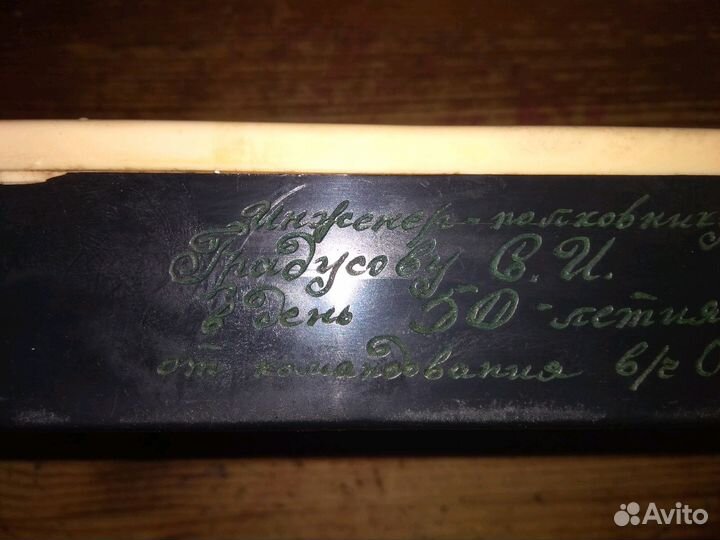 Инженер-полковнику
Градусову С.И.
в день 50-летия
от командования в/ч
Avito